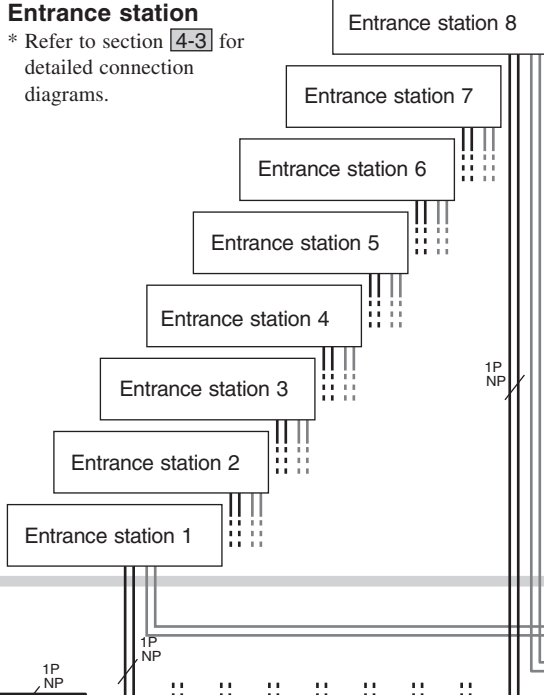 Entrance station
* Refer to section 4-3 for
detailed connection
diagrams.
Entrance station 8
Entrance station 7
Entrance station 6
Entrance station 5
Entrance station 4
1P
NP
Entrance station 3
Entrance station 2
Entrance station 1
1P
NP
1P
NP